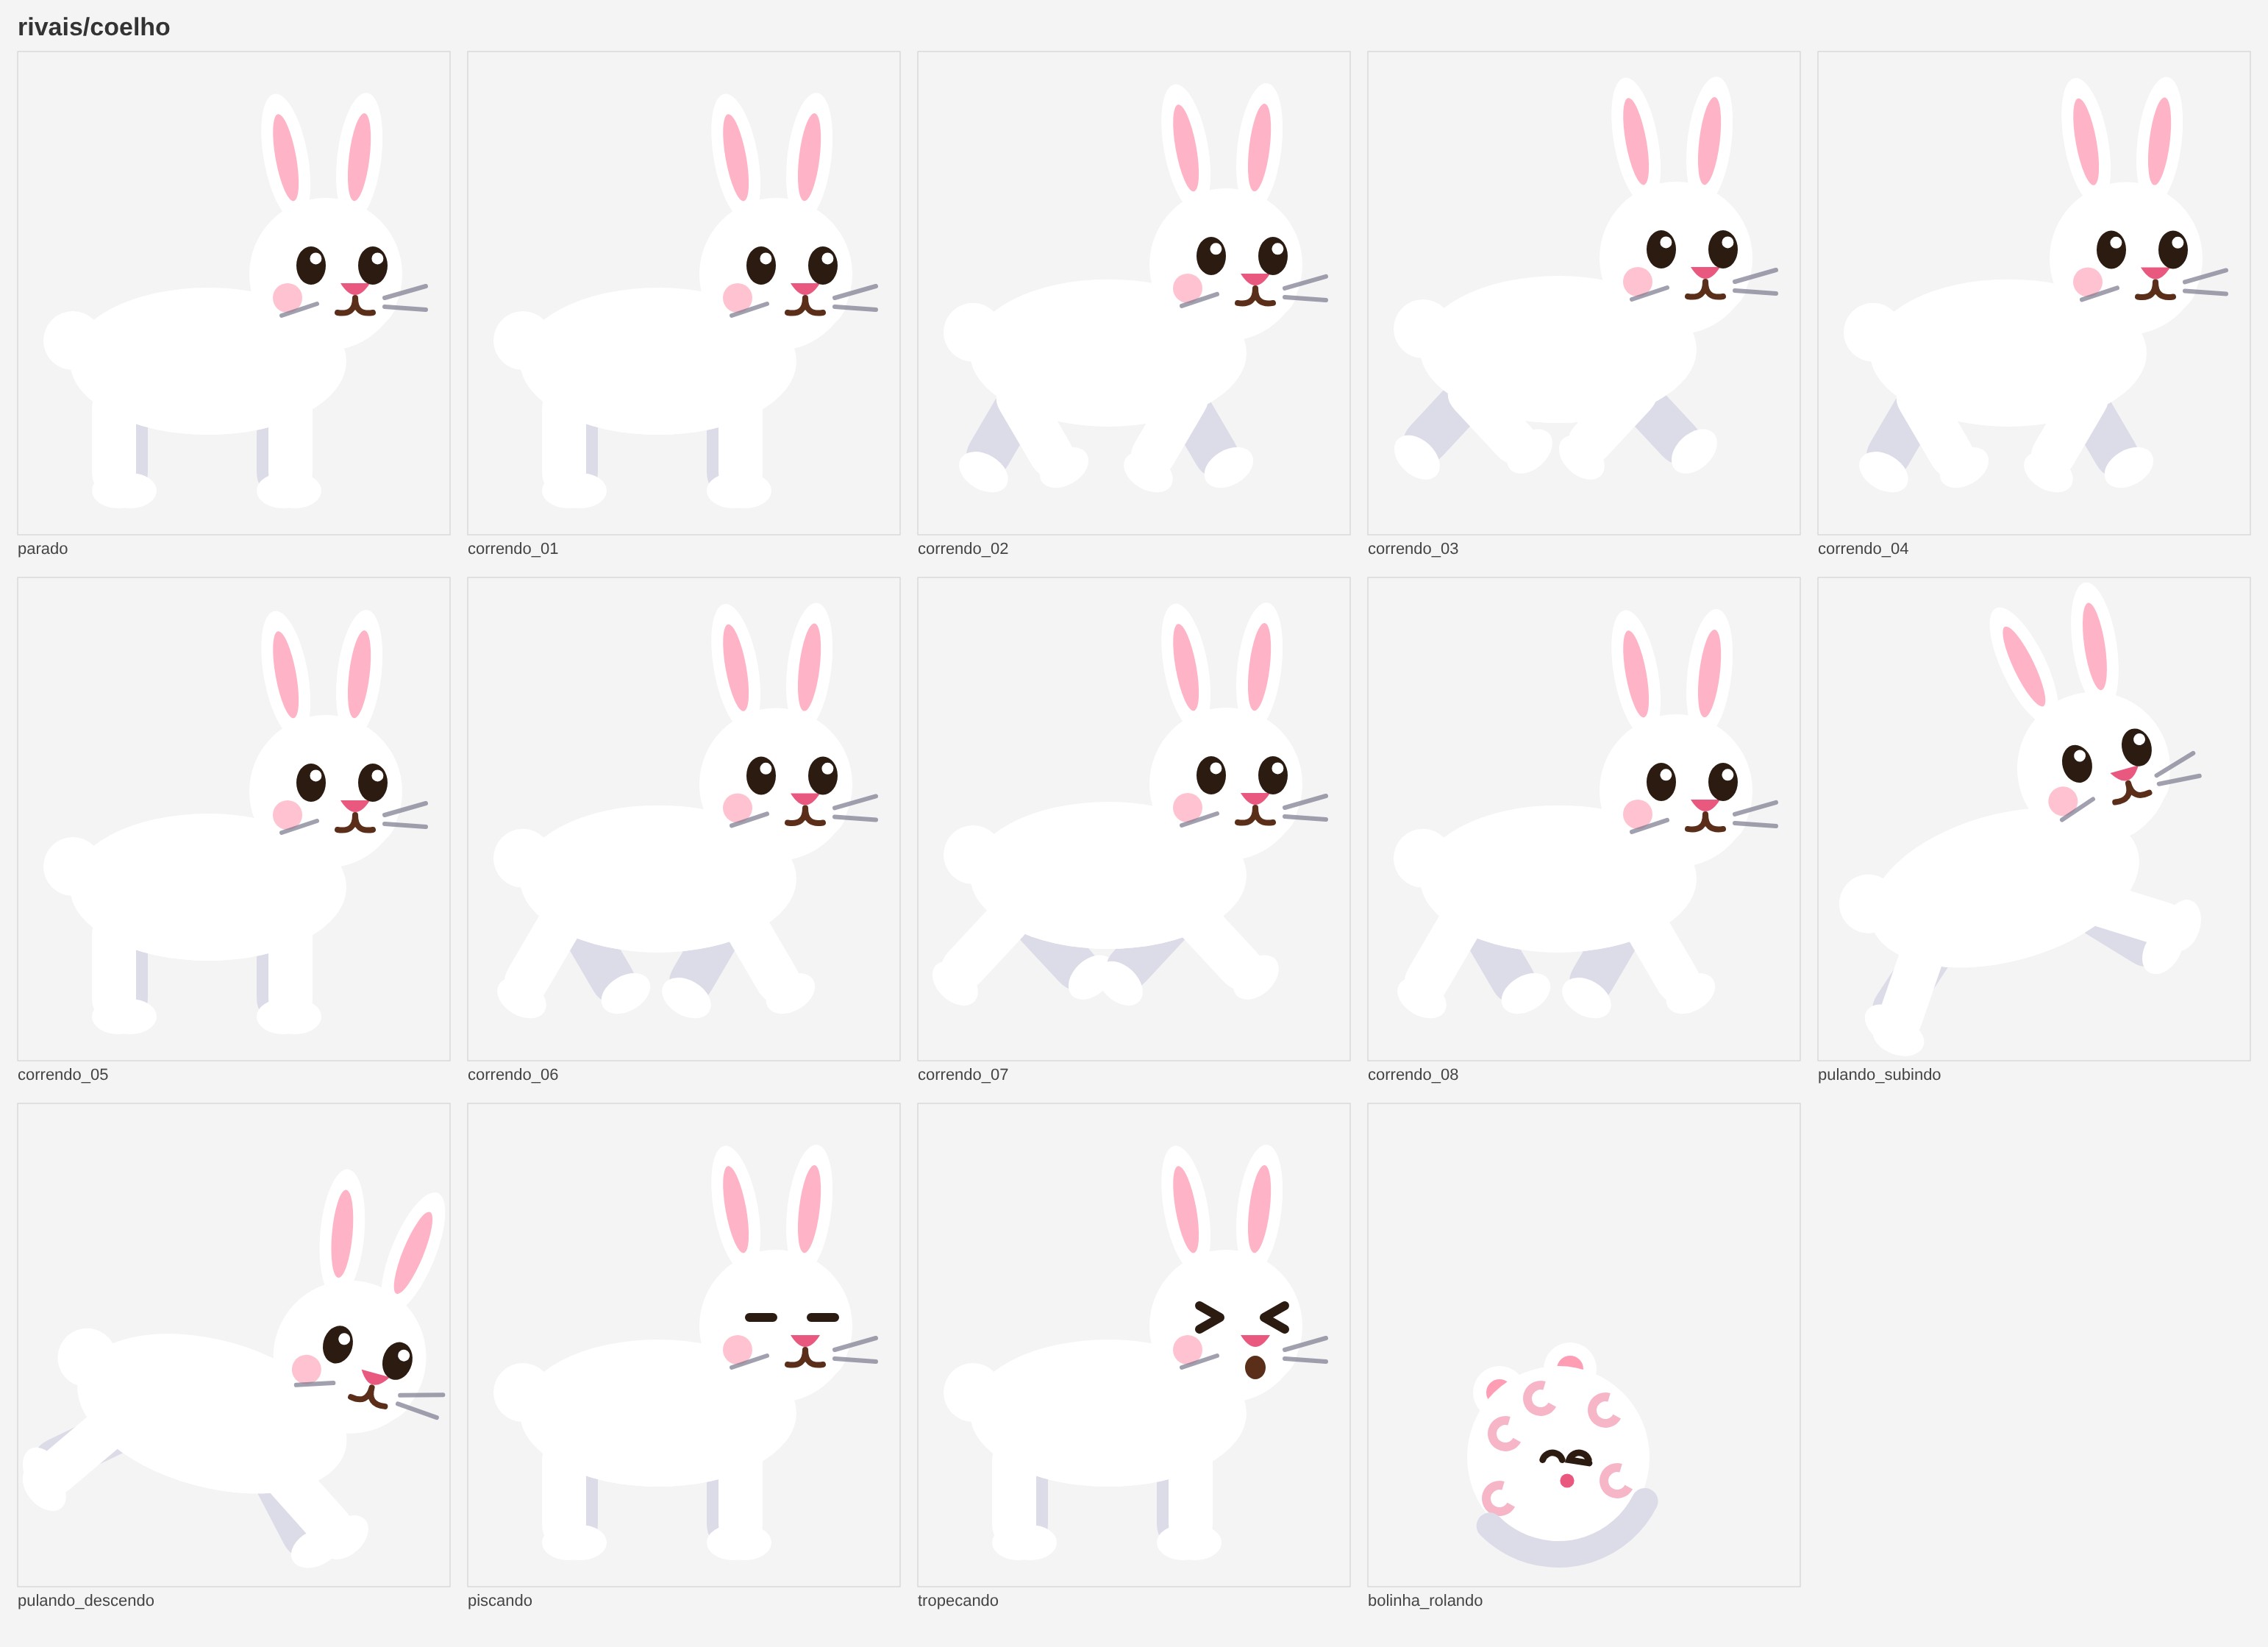 rivais/coelho
parado
correndo_01
correndo_02
correndo_03
correndo_04
correndo_05
correndo_06
correndo_07
correndo_08
pulando_subindo
pulando_descendo
piscando
tropecando
bolinha_rolando